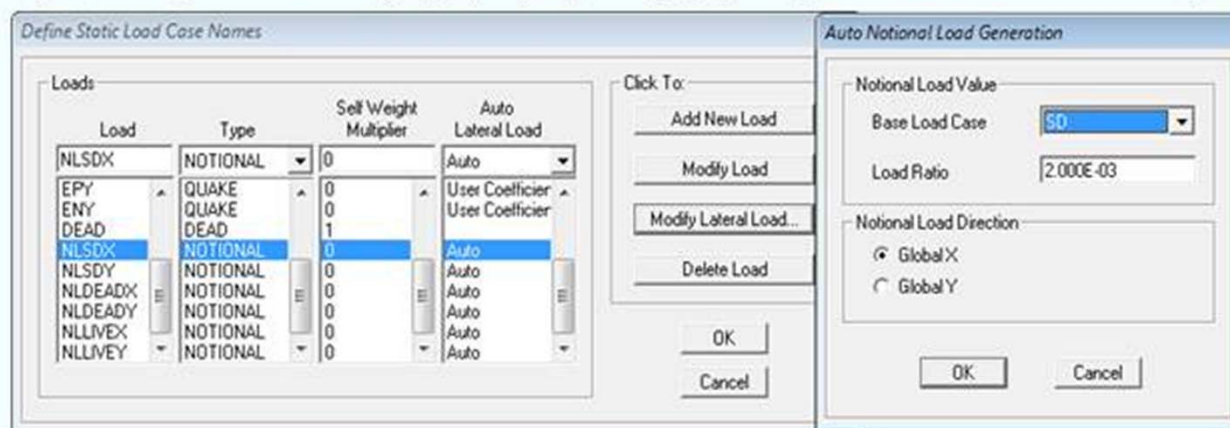 Define Static Load Case Names
Loads
Load Type Self Weight Multiplier Auto Lateral Load
NLSDX NOTIONAL 0 Auto
EPY QUAKE 0 User Coefficier
ENY QUAKE 0 User Coefficier
DEAD DEAD 1
NLSDX NOTIONAL 0 Auto
NLSDY NOTIONAL 0 Auto
NLDEADX NOTIONAL 0 Auto
NLDEADY NOTIONAL 0 Auto
NLLIVEX NOTIONAL 0 Auto
NLLIVEY NOTIONAL 0 Auto
Click To:
Add New Load
Modify Load
Modify Lateral Load...
Delete Load
OK
Cancel
Auto Notional Load Generation
Notional Load Value
Base Load Case SD
Load Ratio 2.000E-03
Notional Load Direction
Global X
Global Y
OK Cancel